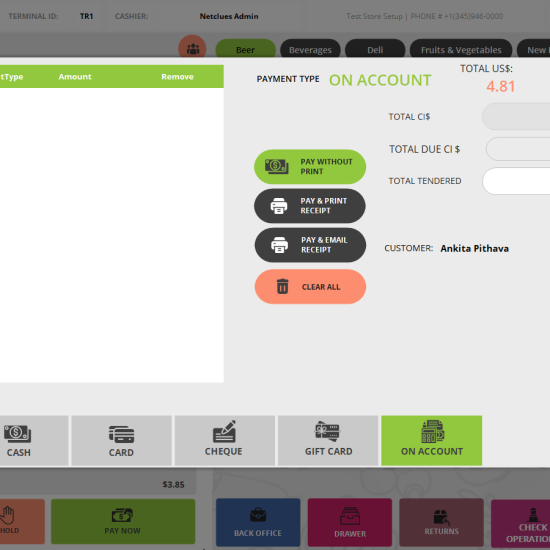 TERMINAL ID: TR1 CASHIER: Netclues Admin Test Store Setup | PHONE # +1(345)946-0000
Beer Beverages Deli Fruits & Vegetables New
tType Amount Remove
PAYMENT TYPE ON ACCOUNT
TOTAL US$:
4.81
TOTAL CI$
TOTAL DUE CI $
TOTAL TENDERED
PAY WITHOUT
PRINT
PAY & PRINT
RECEIPT
PAY & EMAIL
RECEIPT
CLEAR ALL
CUSTOMER: Ankita Pithava
CASH CARD CHEQUE GIFT CARD ON ACCOUNT
$3.85
HOLD PAY NOW BACK OFFICE DRAWER RETURNS
CHECK
OPERATIO